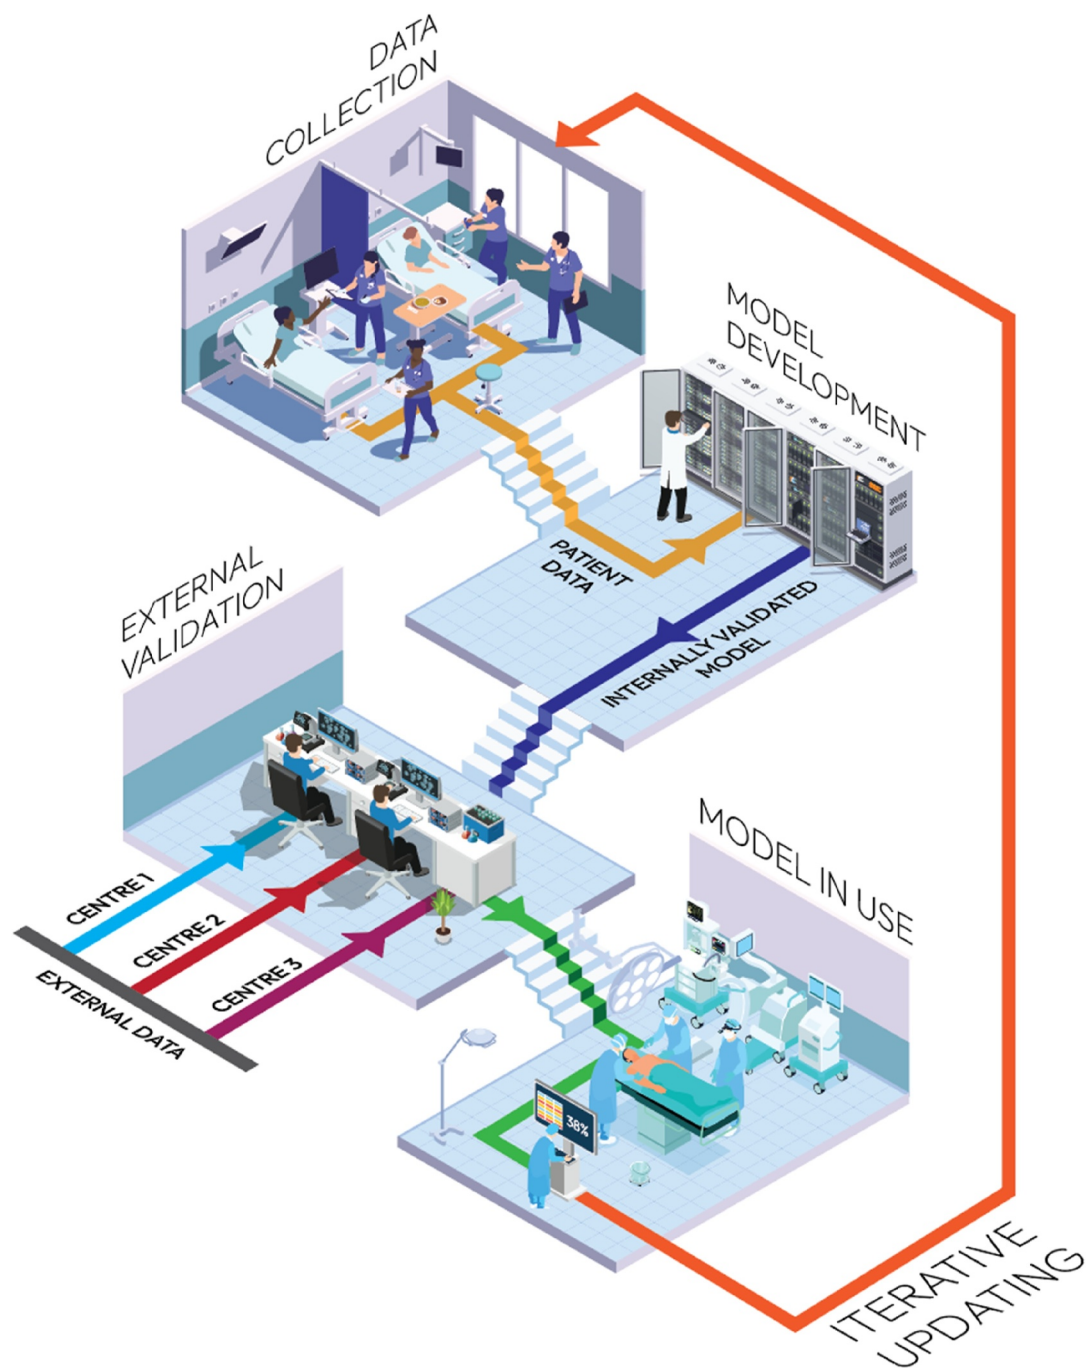 DATA
COLLECTION
MODEL
DEVELOPMENT
PATIENT
DATA
INTERNALLY VALIDATED
MODEL
EXTERNAL
VALIDATION
CENTRE 1
CENTRE 2
CENTRE 3
EXTERNAL DATA
MODEL IN USE
38%
ITERATIVE
UPDATING